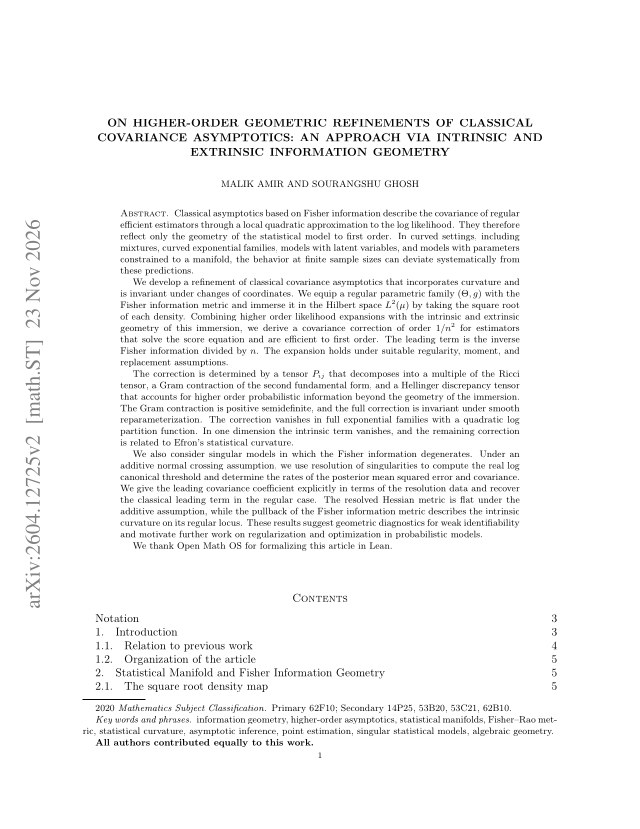 arXiv:2604.12725v2 [math.ST] 23 Nov 2026
ON HIGHER-ORDER GEOMETRIC REFINEMENTS OF CLASSICAL
COVARIANCE ASYMPTOTICS: AN APPROACH VIA INTRINSIC AND
EXTRINSIC INFORMATION GEOMETRY
MALIK AMIR AND SOURANGSHU GHOSH
Abstract. Classical asymptotics based on Fisher information describe the covariance of regular
efficient estimators through a local quadratic approximation to the log likelihood. They therefore
reflect only the geometry of the statistical model to first order. In curved settings, including
mixtures, curved exponential families, models with latent variables, and models with parameters
constrained to a manifold, the behavior at finite sample sizes can deviate systematically from
these predictions.
We develop a refinement of classical covariance asymptotics that incorporates curvature and
is invariant under changes of coordinates. We equip a regular parametric family (Θ, g) with the
Fisher information metric and immerse it in the Hilbert space L²(μ) by taking the square root
of each density. Combining higher order likelihood expansions with the intrinsic and extrinsic
geometry of this immersion, we derive a covariance correction of order 1/n² for estimators
that solve the score equation and are efficient to first order. The leading term is the inverse
Fisher information divided by n. The expansion holds under suitable regularity, moment, and
replacement assumptions.
The correction is determined by a tensor Pᵢⱼ that decomposes into a multiple of the Ricci
tensor, a Gram contraction of the second fundamental form, and a Hellinger discrepancy tensor
that accounts for higher order probabilistic information beyond the geometry of the immersion.
The Gram contraction is positive semidefinite, and the full correction is invariant under smooth
reparameterization. The correction vanishes in full exponential families with a quadratic log
partition function. In one dimension the intrinsic term vanishes, and the remaining correction
is related to Efron's statistical curvature.
We also consider singular models in which the Fisher information degenerates. Under an
additive normal crossing assumption, we use resolution of singularities to compute the real log
canonical threshold and determine the rates of the posterior mean squared error and covariance.
We give the leading covariance coefficient explicitly in terms of the resolution data and recover
the classical leading term in the regular case. The resolved Hessian metric is flat under the
additive assumption, while the pullback of the Fisher information metric describes the intrinsic
curvature on its regular locus. These results suggest geometric diagnostics for weak identifiability
and motivate further work on regularization and optimization in probabilistic models.
We thank Open Math OS for formalizing this article in Lean.
Contents
Notation 3
1. Introduction 3
1.1. Relation to previous work 4
1.2. Organization of the article 5
2. Statistical Manifold and Fisher Information Geometry 5
2.1. The square root density map 5
2020 Mathematics Subject Classification. Primary 62F10; Secondary 14P25, 53B20, 53C21, 62B10.
Key words and phrases. information geometry, higher-order asymptotics, statistical manifolds, Fisher–Rao met-
ric, statistical curvature, asymptotic inference, point estimation, singular statistical models, algebraic geometry.
All authors contributed equally to this work.
1